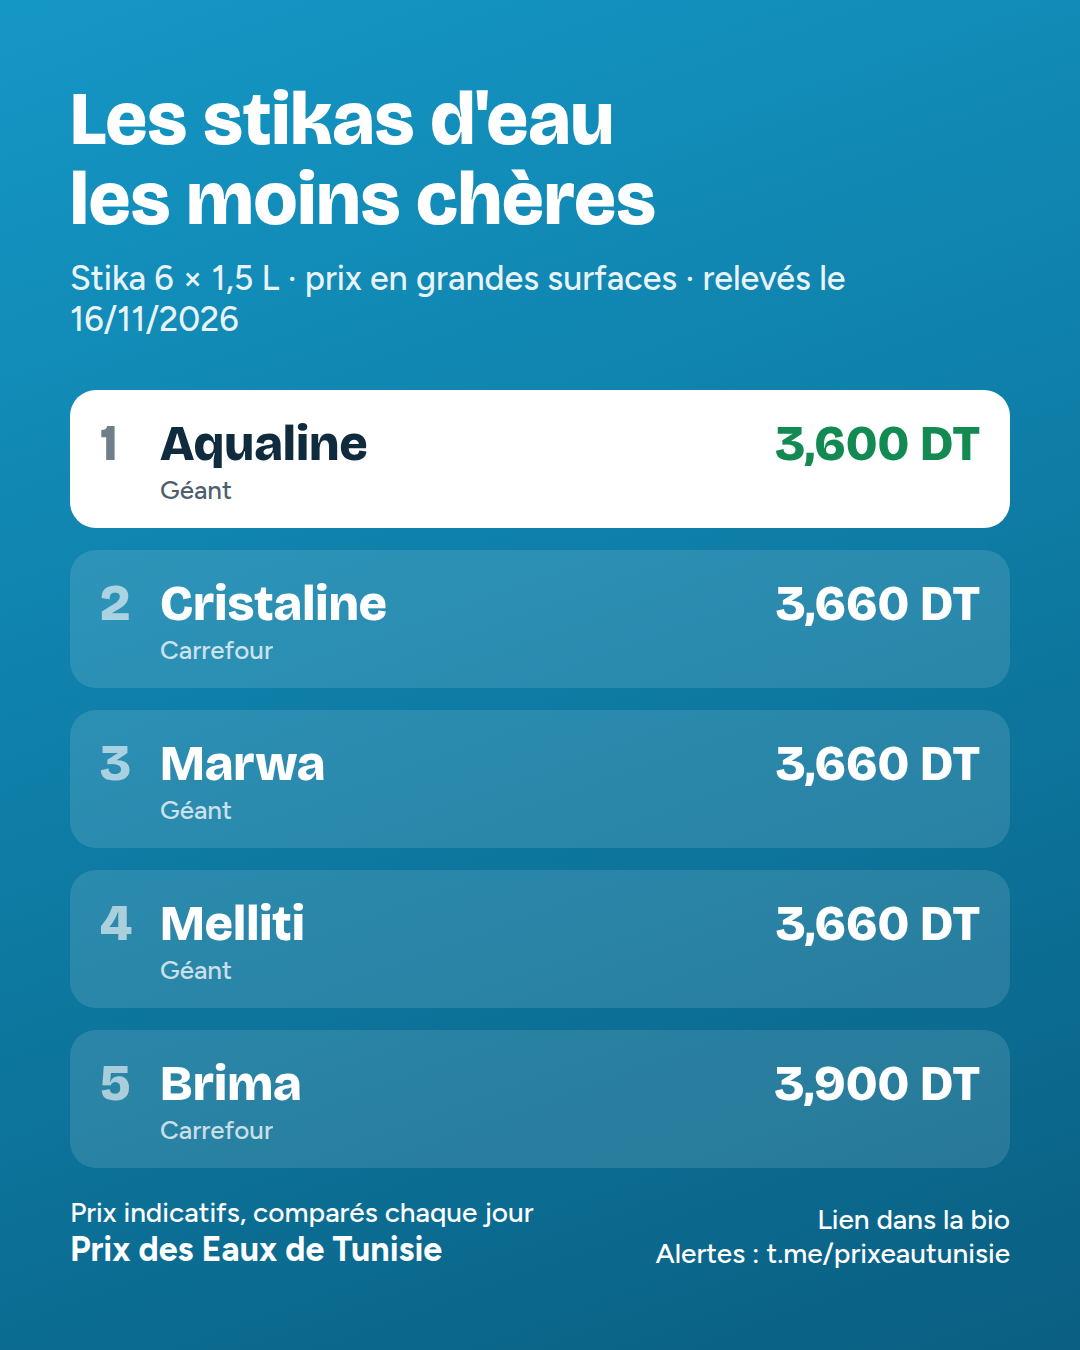 Les stikas d'eau
les moins chères
Stika 6 × 1,5 L · prix en grandes surfaces · relevés le
16/11/2026
1 Aqualine 3,600 DT
Géant
2 Cristaline 3,660 DT
Carrefour
3 Marwa 3,660 DT
Géant
4 Melliti 3,660 DT
Géant
5 Brima 3,900 DT
Carrefour
Prix indicatifs, comparés chaque jour
Prix des Eaux de Tunisie
Lien dans la bio
Alertes : t.me/prixeautunisie